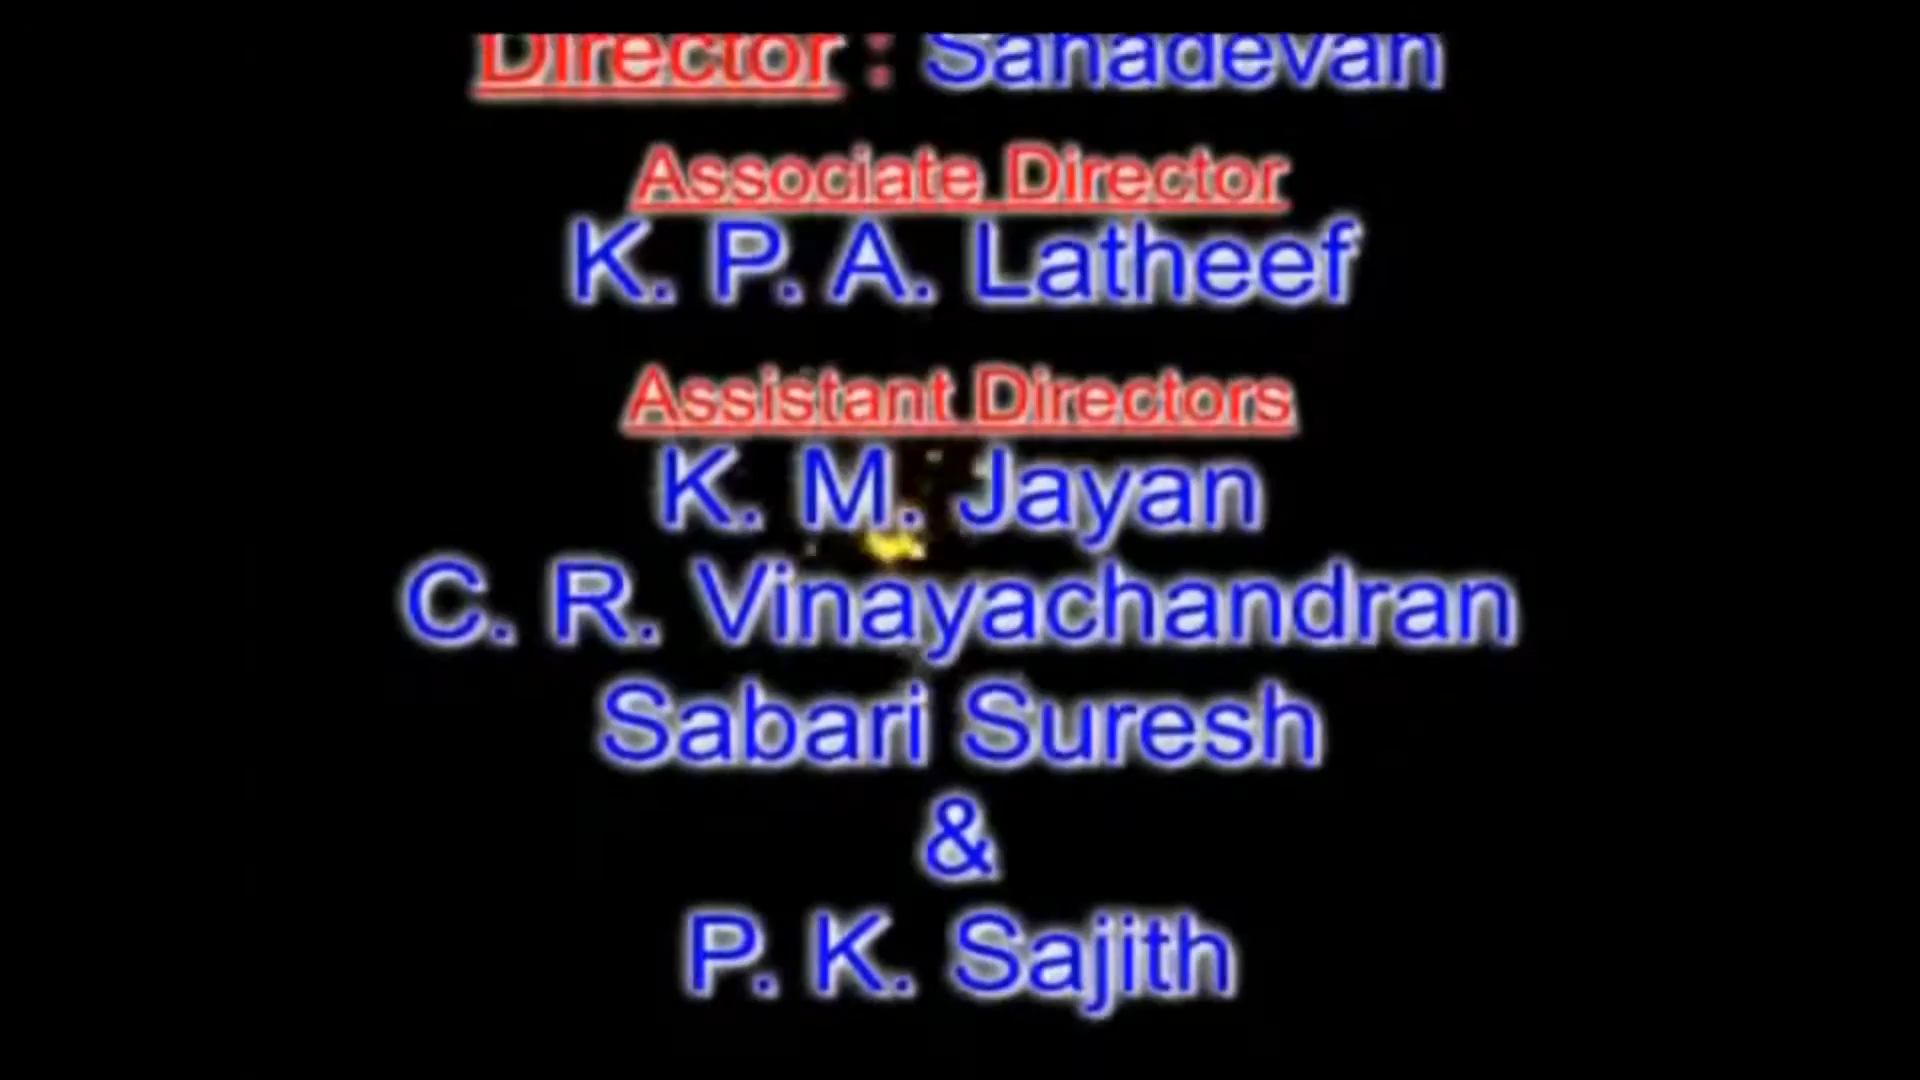 Director : Sahadevan
Associate Director
K. P. A. Latheef
Assistant Directors
K. M. Jayan
C. R. Vinayachandran
Sabari Suresh
&
P. K. Sajith